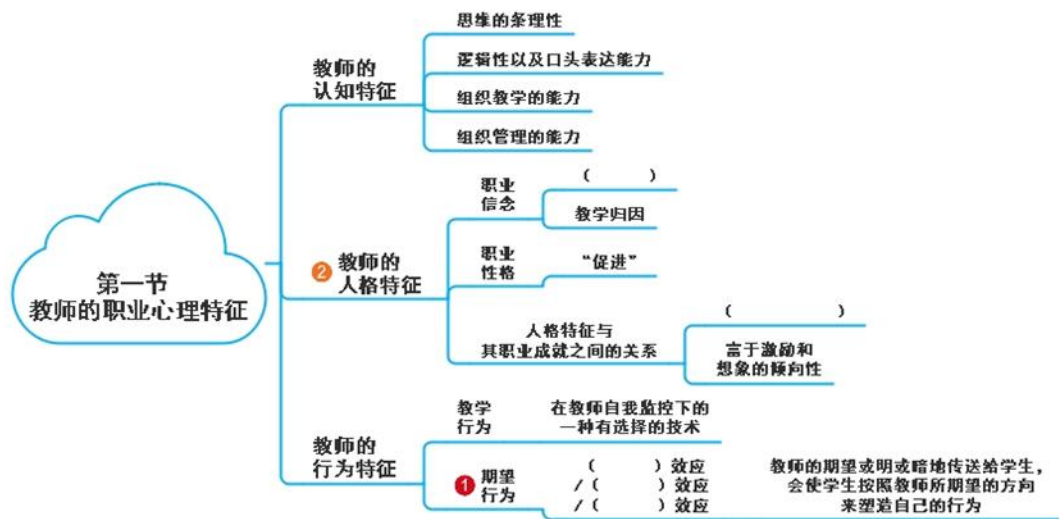 第一节
教师的职业心理特征
教师的
认知特征
思维的条理性
逻辑性以及口头表达能力
组织教学的能力
组织管理的能力
2 教师的
人格特征
职业
信念
（ ）
教学归因
职业
性格
“促进”
人格特征与
其职业成就之间的关系
（ ）
富于激励和
想象的倾向性
教师的
行为特征
教学
行为
在教师自我监控下的
一种有选择的技术
1 期望
行为
（ ）效应
/（ ）效应
/（ ）效应
教师的期望或明或暗地传送给学生，
会使学生按照教师所期望的方向
来塑造自己的行为